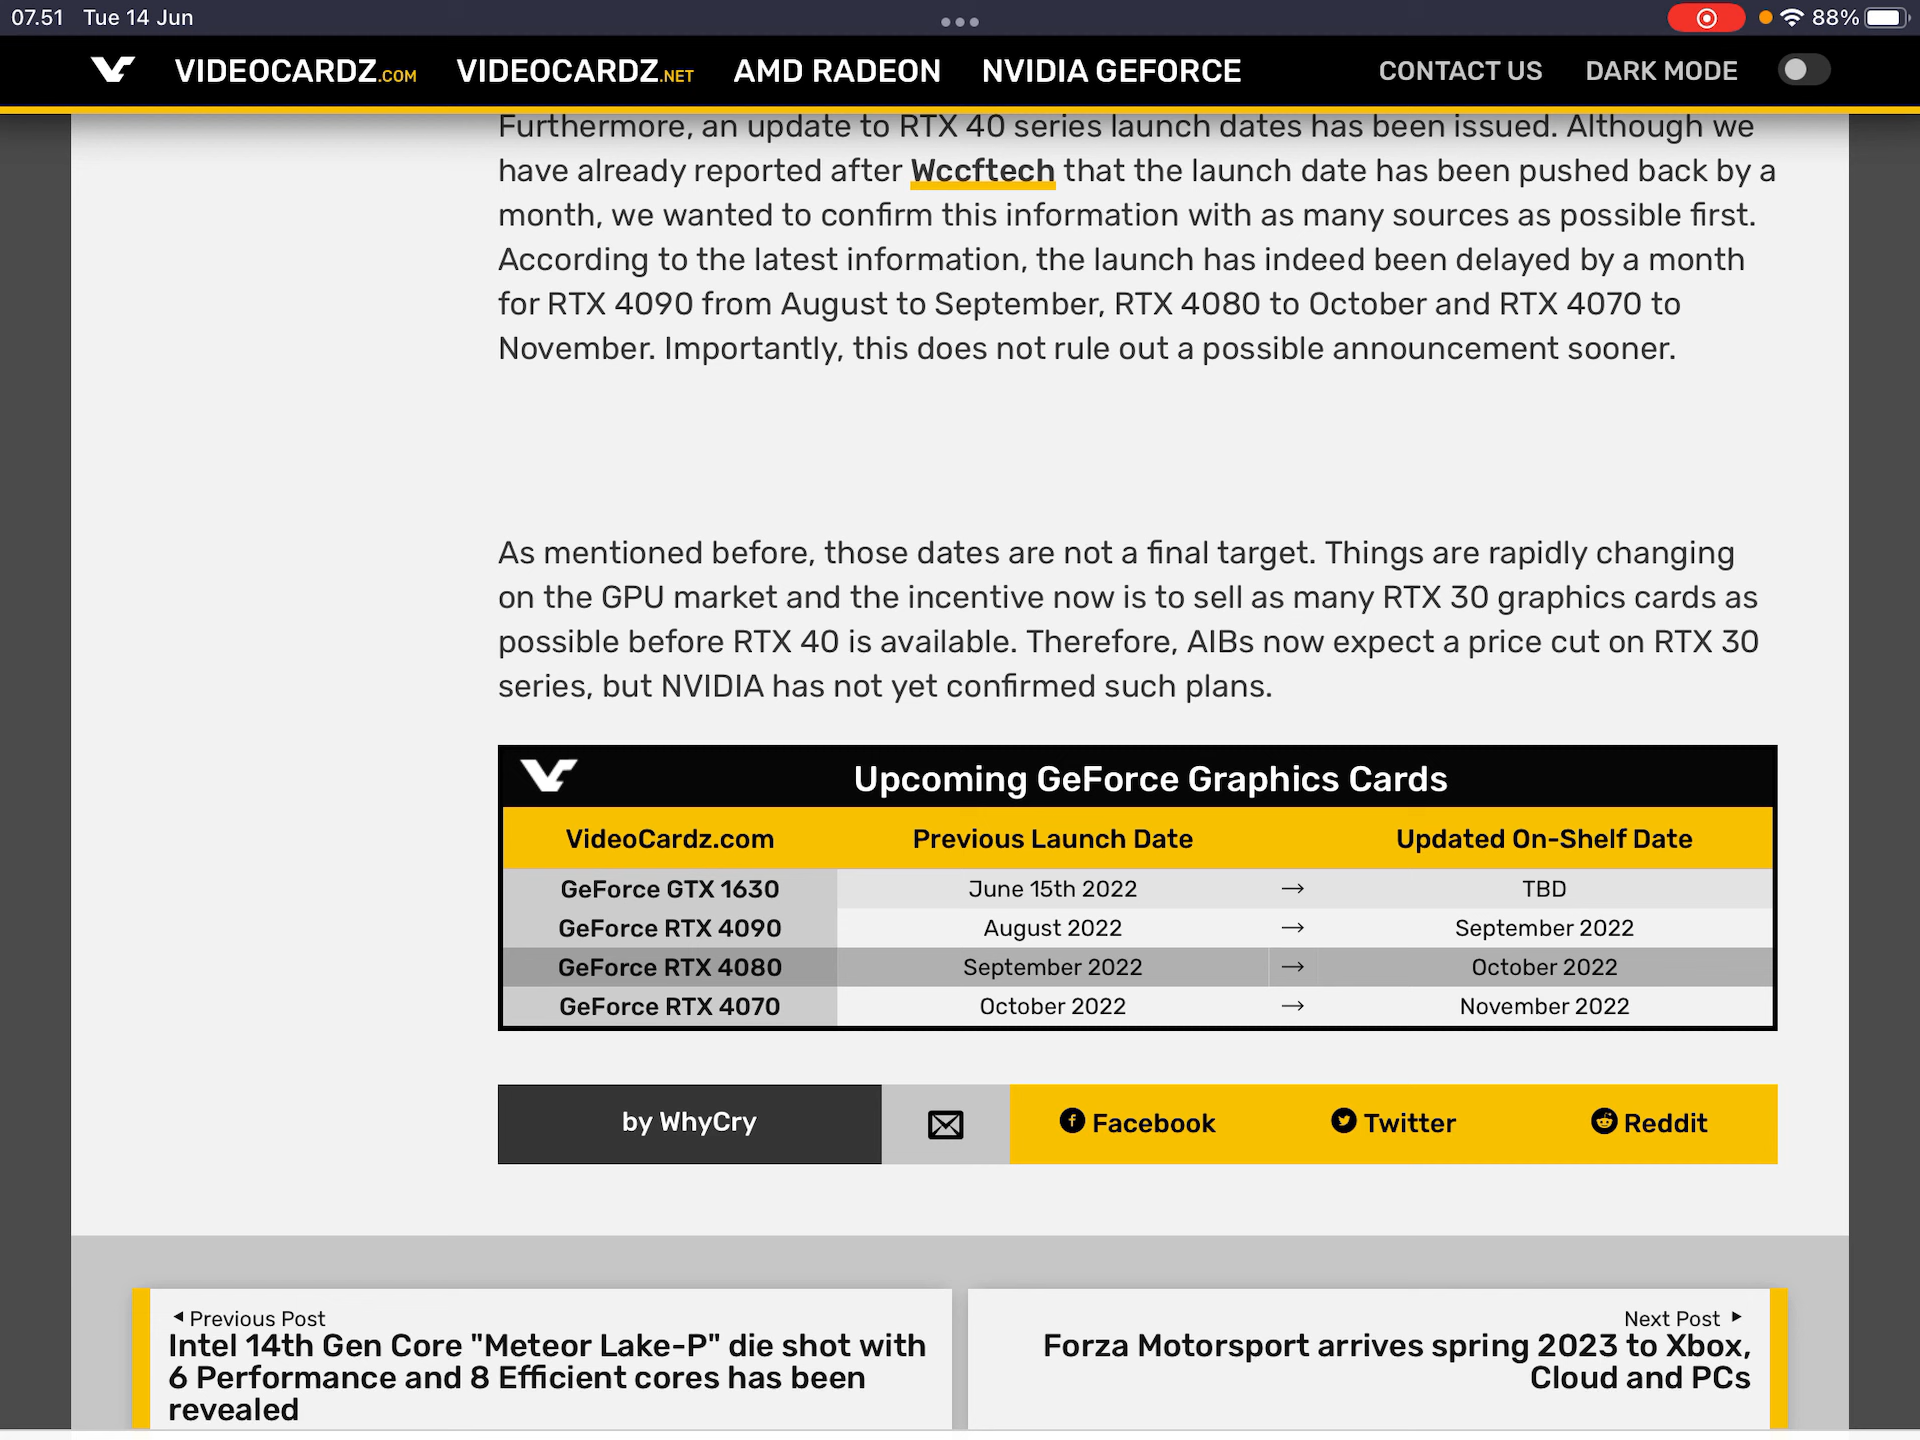 07.51 Tue 14 Jun
88%
VIDEOCARDZ.COM VIDEOCARDZ.NET AMD RADEON NVIDIA GEFORCE CONTACT US DARK MODE
Furthermore, an update to RTX 40 series launch dates has been issued. Although we
have already reported after Wccftech that the launch date has been pushed back by a
month, we wanted to confirm this information with as many sources as possible first.
According to the latest information, the launch has indeed been delayed by a month
for RTX 4090 from August to September, RTX 4080 to October and RTX 4070 to
November. Importantly, this does not rule out a possible announcement sooner.
As mentioned before, those dates are not a final target. Things are rapidly changing
on the GPU market and the incentive now is to sell as many RTX 30 graphics cards as
possible before RTX 40 is available. Therefore, AIBs now expect a price cut on RTX 30
series, but NVIDIA has not yet confirmed such plans.
Upcoming GeForce Graphics Cards
VideoCardz.com Previous Launch Date Updated On-Shelf Date
GeForce GTX 1630 June 15th 2022 → TBD
GeForce RTX 4090 August 2022 → September 2022
GeForce RTX 4080 September 2022 → October 2022
GeForce RTX 4070 October 2022 → November 2022
by WhyCry Facebook Twitter Reddit
Previous Post
Intel 14th Gen Core "Meteor Lake-P" die shot with
6 Performance and 8 Efficient cores has been
revealed
Next Post
Forza Motorsport arrives spring 2023 to Xbox,
Cloud and PCs